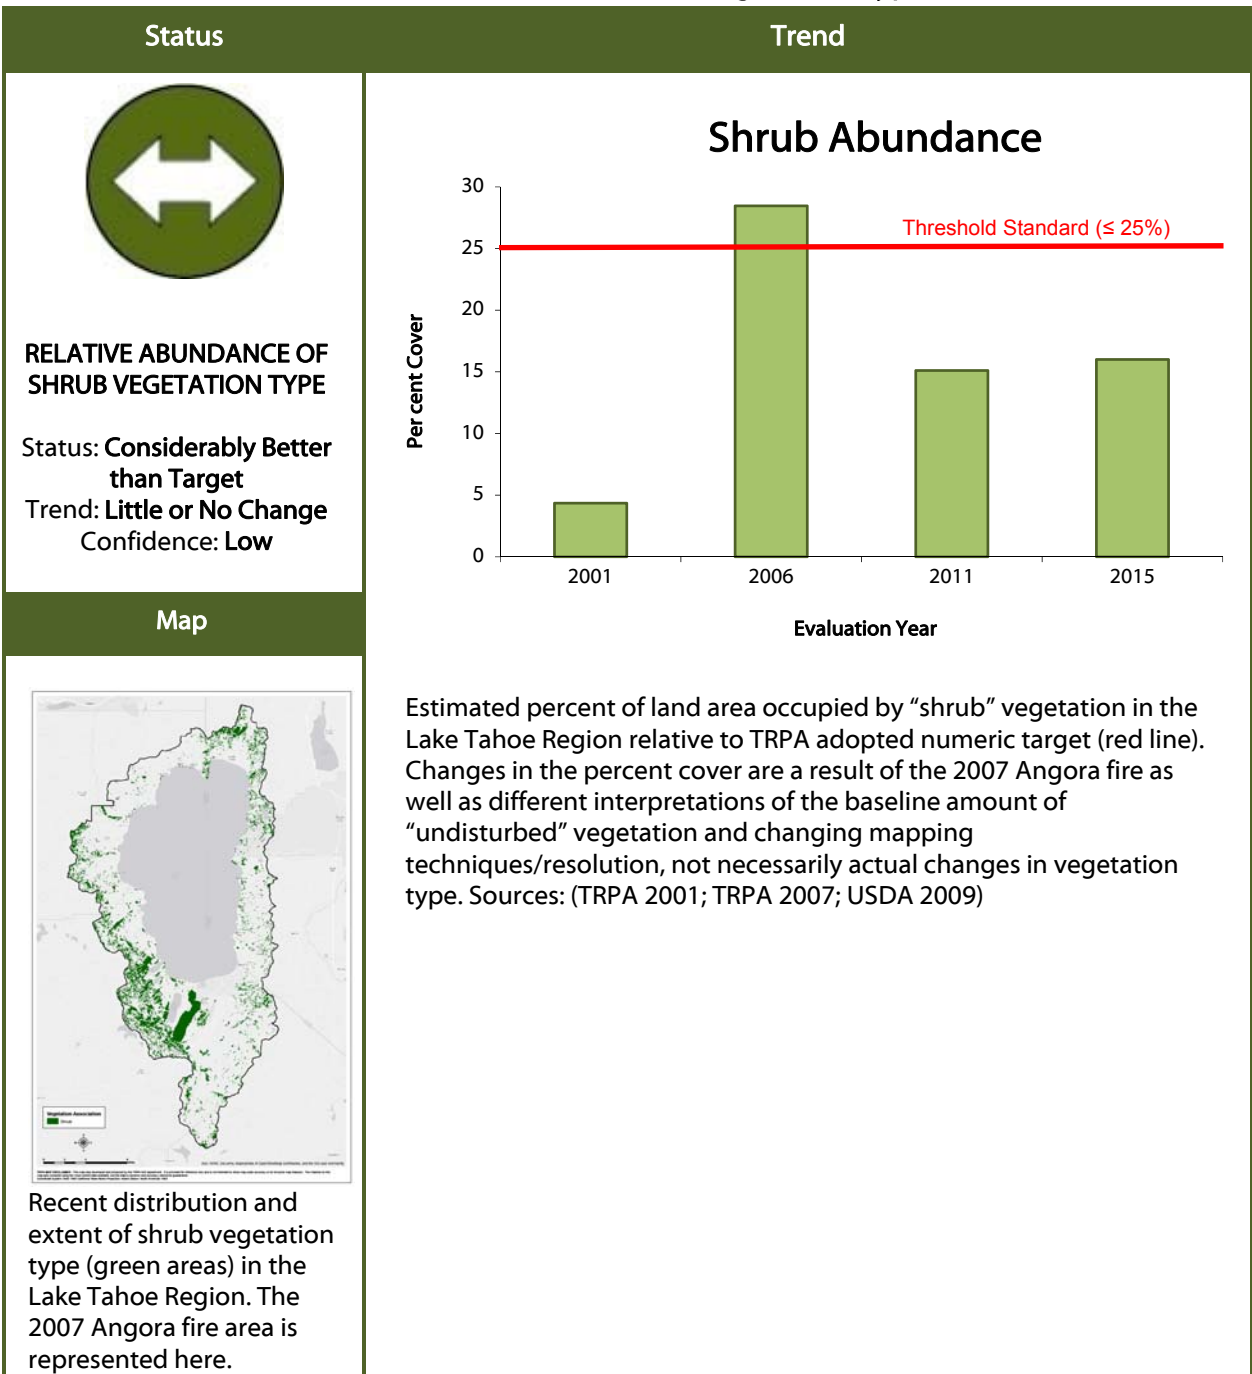 Status
Trend
RELATIVE ABUNDANCE OF
SHRUB VEGETATION TYPE
Status: Considerably Better
than Target
Trend: Little or No Change
Confidence: Low
Shrub Abundance
30
25
20
15
10
5
0
Per cent Cover
Threshold Standard (≤ 25%)
2001
2006
2011
2015
Evaluation Year
Map
Vegetation Association
Shrub
Recent distribution and
extent of shrub vegetation
type (green areas) in the
Lake Tahoe Region. The
2007 Angora fire area is
represented here.
Estimated percent of land area occupied by “shrub” vegetation in the
Lake Tahoe Region relative to TRPA adopted numeric target (red line).
Changes in the percent cover are a result of the 2007 Angora fire as
well as different interpretations of the baseline amount of
“undisturbed” vegetation and changing mapping
techniques/resolution, not necessarily actual changes in vegetation
type. Sources: (TRPA 2001; TRPA 2007; USDA 2009)